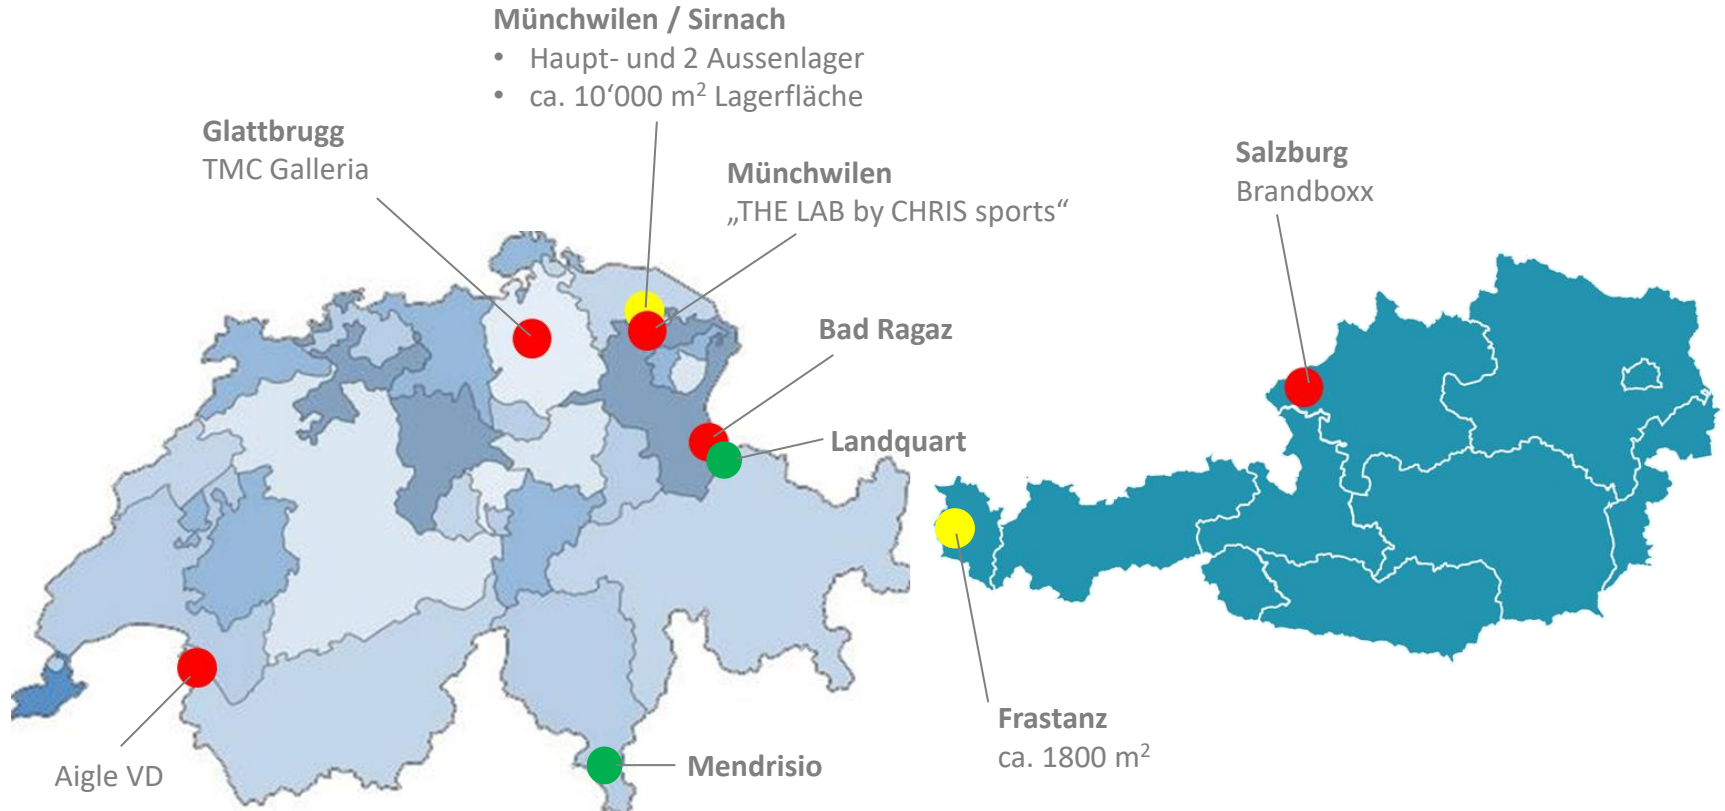 Münchwilen / Sirnach
• Haupt- und 2 Aussenlager
• ca. 10‘000 m² Lagerfläche
Glattbrugg
TMC Galleria
Münchwilen
„THE LAB by CHRIS sports“
Salzburg
Brandboxx
Bad Ragaz
Landquart
Frastanz
ca. 1800 m²
Mendrisio
Aigle VD